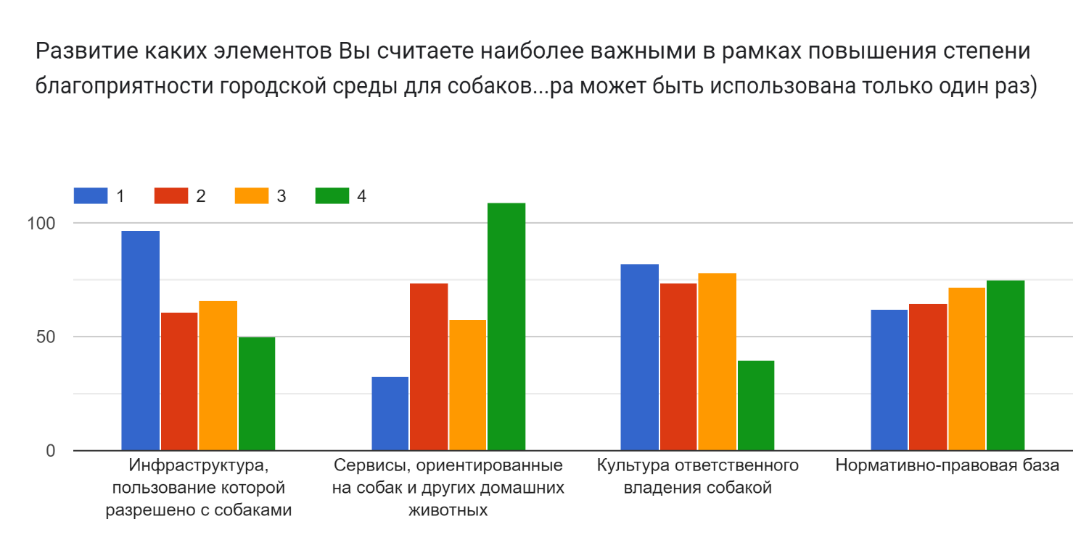 Развитие каких элементов Вы считаете наиболее важными в рамках повышения степени
благоприятности городской среды для собаков...ра может быть использована только один раз)
1 2 3 4
100
50
0
Инфраструктура,
пользование которой
разрешено с собаками
Сервисы, ориентированные
на собак и других домашних
животных
Культура ответственного
владения собакой
Нормативно-правовая база